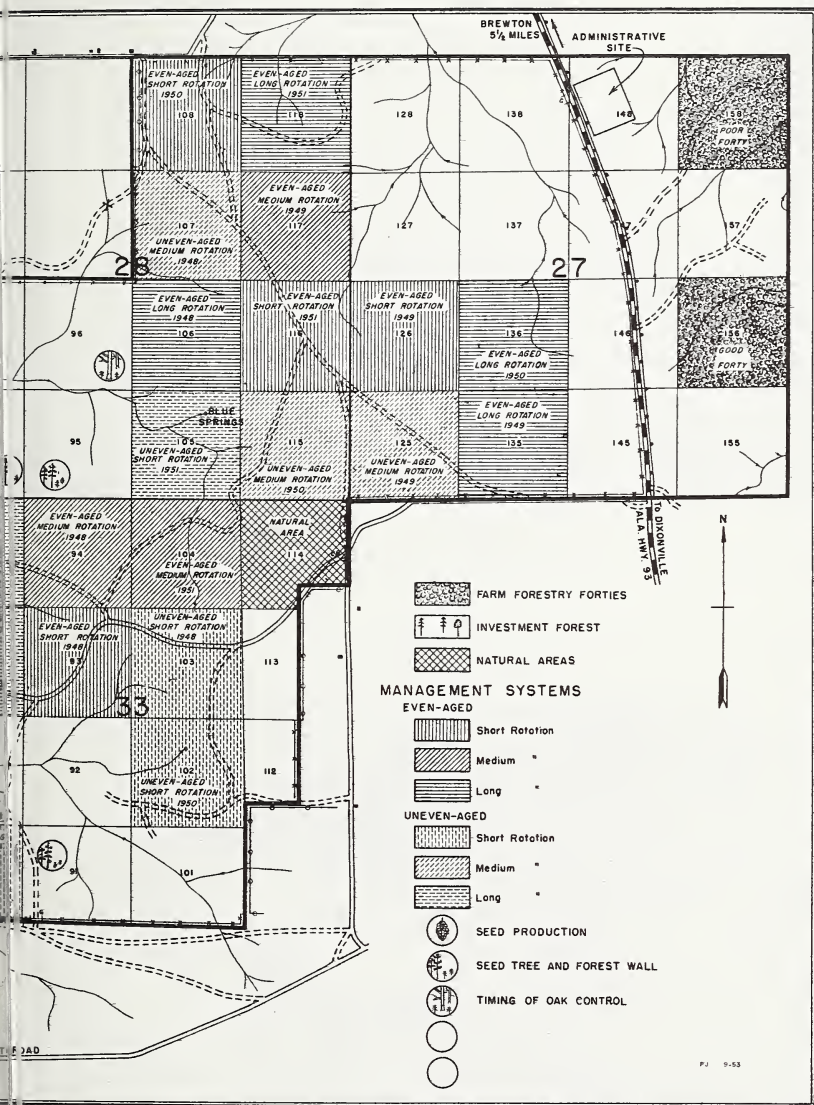 BREWTON
5½ MILES
ADMINISTRATIVE
SITE
EVEN-AGED
SHORT ROTATION
1950
108
EVEN-AGED
LONG ROTATION
1951
118
128
138
148
158
POOR
FORTY
107
UNEVEN-AGED
MEDIUM ROTATION
1948
EVEN-AGED
MEDIUM ROTATION
1949
117
127
137
147
157
28
27
96
EVEN-AGED
LONG ROTATION
1948
106
EVEN-AGED
SHORT ROTATION
1951
116
EVEN-AGED
SHORT ROTATION
1949
126
136
EVEN-AGED
LONG ROTATION
1950
146
156
GOOD
FORTY
95
BLUE
SPRINGS
105
UNEVEN-AGED
SHORT ROTATION
1951
115
UNEVEN-AGED
MEDIUM ROTATION
1950
125
UNEVEN-AGED
MEDIUM ROTATION
1949
EVEN-AGED
LONG ROTATION
1949
135
145
155
EVEN-AGED
MEDIUM ROTATION
1948
94
104
EVEN-AGED
MEDIUM ROTATION
1951
NATURAL
AREA
114
TO DIXONVILLE
ALA. HWY. 93
N
EVEN-AGED
SHORT ROTATION
1948
93
UNEVEN-AGED
SHORT ROTATION
1948
103
113
33
92
102
UNEVEN-AGED
SHORT ROTATION
1950
112
91
101
FARM FORESTRY FORTIES
INVESTMENT FOREST
NATURAL AREAS
MANAGEMENT SYSTEMS
EVEN-AGED
Short Rotation
Medium "
Long "
UNEVEN-AGED
Short Rotation
Medium "
Long "
SEED PRODUCTION
SEED TREE AND FOREST WALL
TIMING OF OAK CONTROL
PJ 9-53